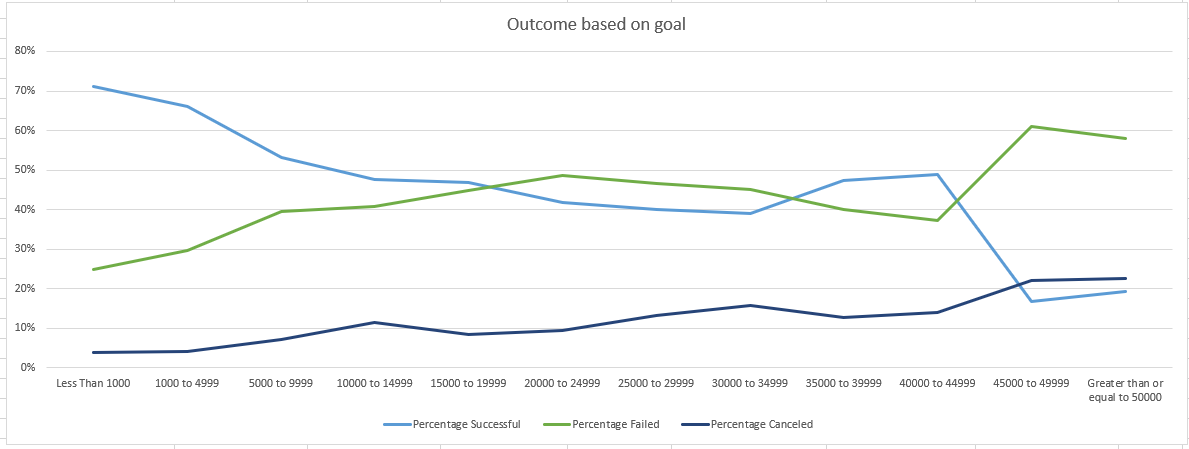 Outcome based on goal
80%
70%
60%
50%
40%
30%
20%
10%
0%
Less Than 1000
1000 to 4999
5000 to 9999
10000 to 14999
15000 to 19999
20000 to 24999
25000 to 29999
30000 to 34999
35000 to 39999
40000 to 44999
45000 to 49999
Greater than or
equal to 50000
Percentage Successful
Percentage Failed
Percentage Canceled